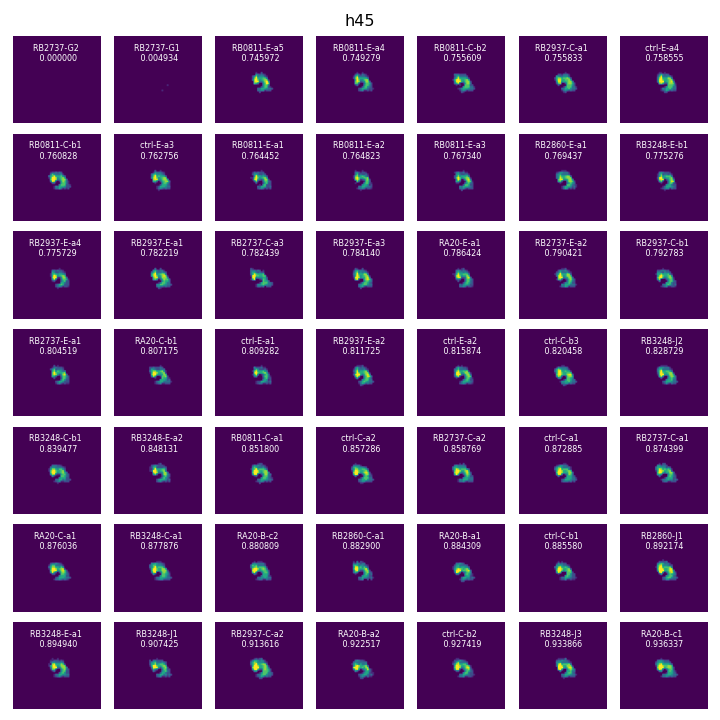 h45
RB2737-G2
0.000000
RB2737-G1
0.004934
RB0811-E-a5
0.745972
RB0811-E-a4
0.749279
RB0811-C-b2
0.755609
RB2937-C-a1
0.755833
ctrl-E-a4
0.758555
RB0811-C-b1
0.760828
ctrl-E-a3
0.762756
RB0811-E-a1
0.764452
RB0811-E-a2
0.764823
RB0811-E-a3
0.767340
RB2860-E-a1
0.769437
RB3248-E-b1
0.775276
RB2937-E-a4
0.775729
RB2937-E-a1
0.782219
RB2737-C-a3
0.782439
RB2937-E-a3
0.784140
RA20-E-a1
0.786424
RB2737-E-a2
0.790421
RB2937-C-b1
0.792783
RB2737-E-a1
0.804519
RA20-C-b1
0.807175
ctrl-E-a1
0.809282
RB2937-E-a2
0.811725
ctrl-E-a2
0.815874
ctrl-C-b3
0.820458
RB3248-J2
0.828729
RB3248-C-b1
0.839477
RB3248-E-a2
0.848131
RB0811-C-a1
0.851800
ctrl-C-a2
0.857286
RB2737-C-a2
0.858769
ctrl-C-a1
0.872885
RB2737-C-a1
0.874399
RA20-C-a1
0.876036
RB3248-C-a1
0.877876
RA20-B-c2
0.880809
RB2860-C-a1
0.882900
RA20-B-a1
0.884309
ctrl-C-b1
0.885580
RB2860-J1
0.892174
RB3248-E-a1
0.894940
RB3248-J1
0.907425
RB2937-C-a2
0.913616
RA20-B-a2
0.922517
ctrl-C-b2
0.927419
RB3248-J3
0.933866
RA20-B-c1
0.936337